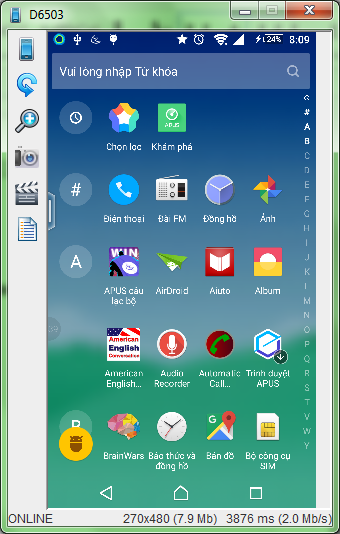 D6503
24% 8:09
Vui lòng nhập Từ khóa
Chọn lọc
APUS
Khám phá
#
A
B
C
D
E
F
G
H
I
J
K
L
M
N
O
P
Q
R
S
T
U
V
W
Y
#
Điện thoại
Đài FM
Đồng hồ
Ảnh
A
WIN
APUS câu lạc bộ
AirDroid
Aiuto
Album
American English Conversation
American English...
Audio Recorder
Automatic Call...
Trình duyệt APUS
B
BrainWars
Báo thức và đồng hồ
Bản đồ
Bộ công cụ SIM
ONLINE
270x480 (7.9 Mb)
3876 ms (2.0 Mb/s)